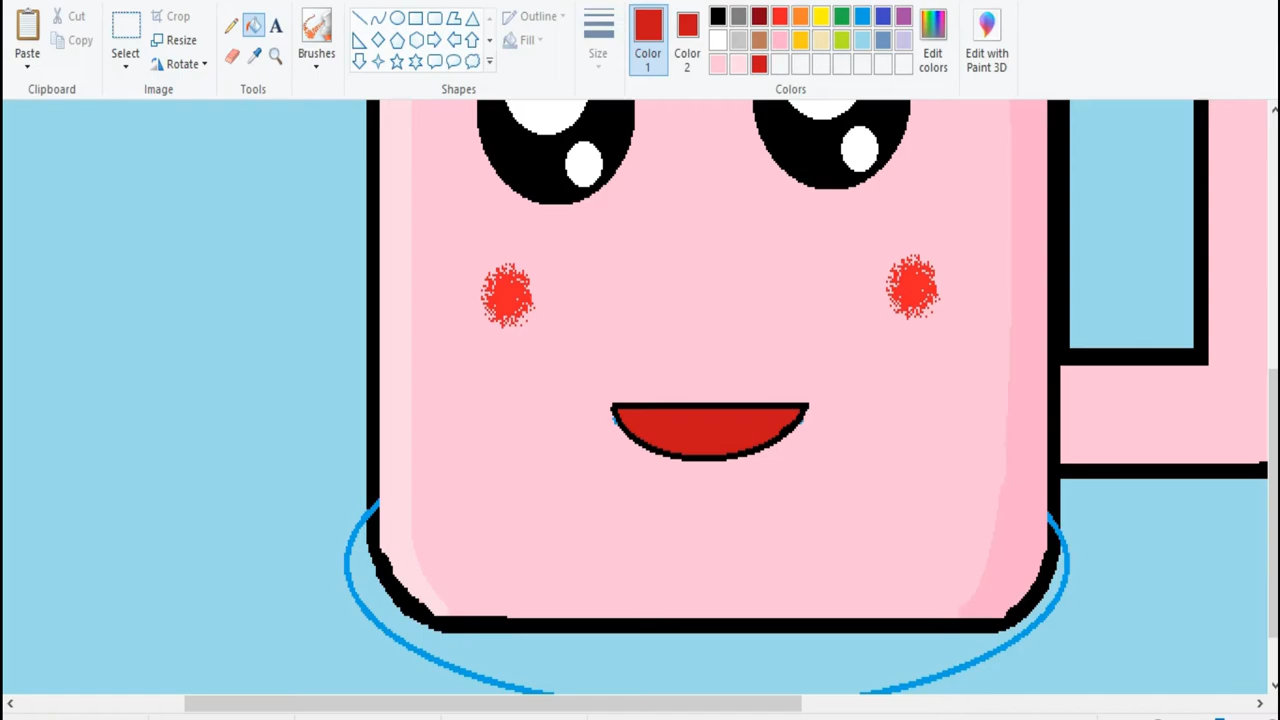 Paste
Cut
Copy
Clipboard
Select
Crop
Resize
Rotate
Image
A
Tools
Brushes
Outline
Fill
Shapes
Size
Color 1
Color 2
Edit colors
Colors
Edit with Paint 3D